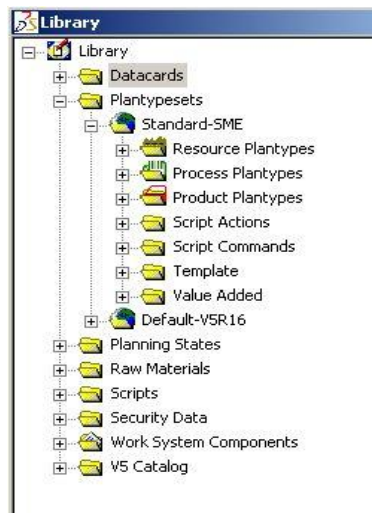 Library
Library
Datacards
Plantypesets
Standard-SME
Resource Plantypes
Process Plantypes
Product Plantypes
Script Actions
Script Commands
Template
Value Added
Default-V5R16
Planning States
Raw Materials
Scripts
Security Data
Work System Components
V5 Catalog